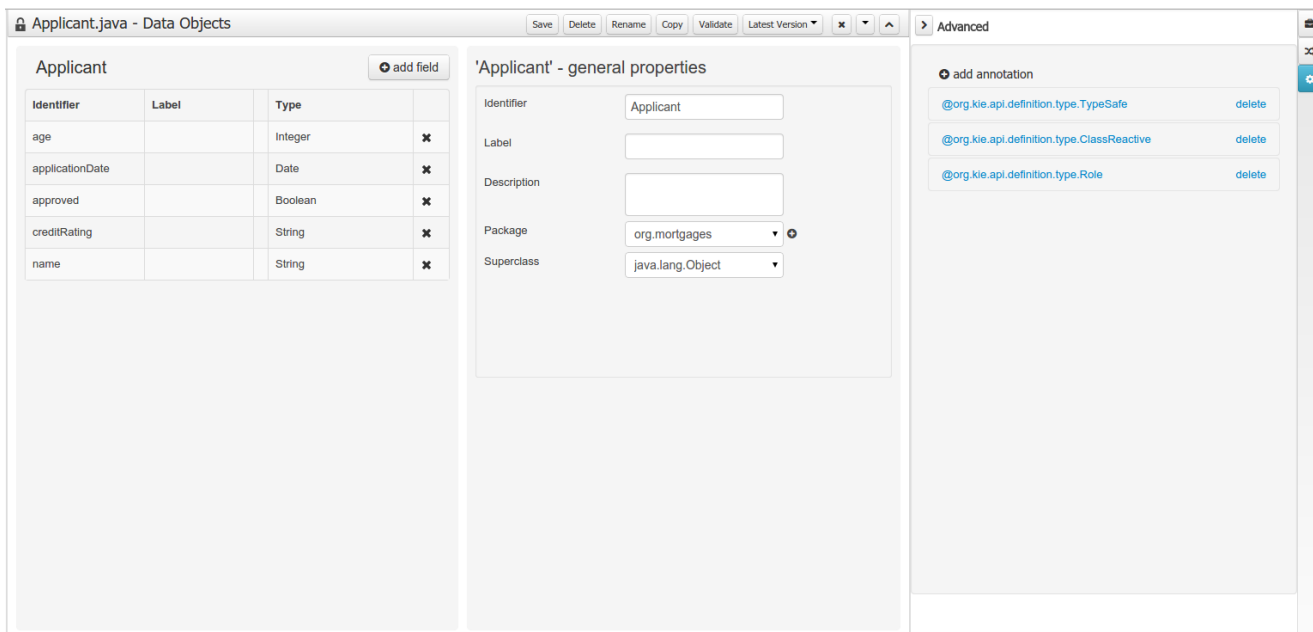 Applicant.java - Data Objects
Save Delete Rename Copy Validate Latest Version
Advanced
Applicant
add field
Identifier Label Type
age Integer
applicationDate Date
approved Boolean
creditRating String
name String
'Applicant' - general properties
Identifier Applicant
Label
Description
Package org.mortgages
Superclass java.lang.Object
add annotation
@org.kie.api.definition.type.TypeSafe delete
@org.kie.api.definition.type.ClassReactive delete
@org.kie.api.definition.type.Role delete